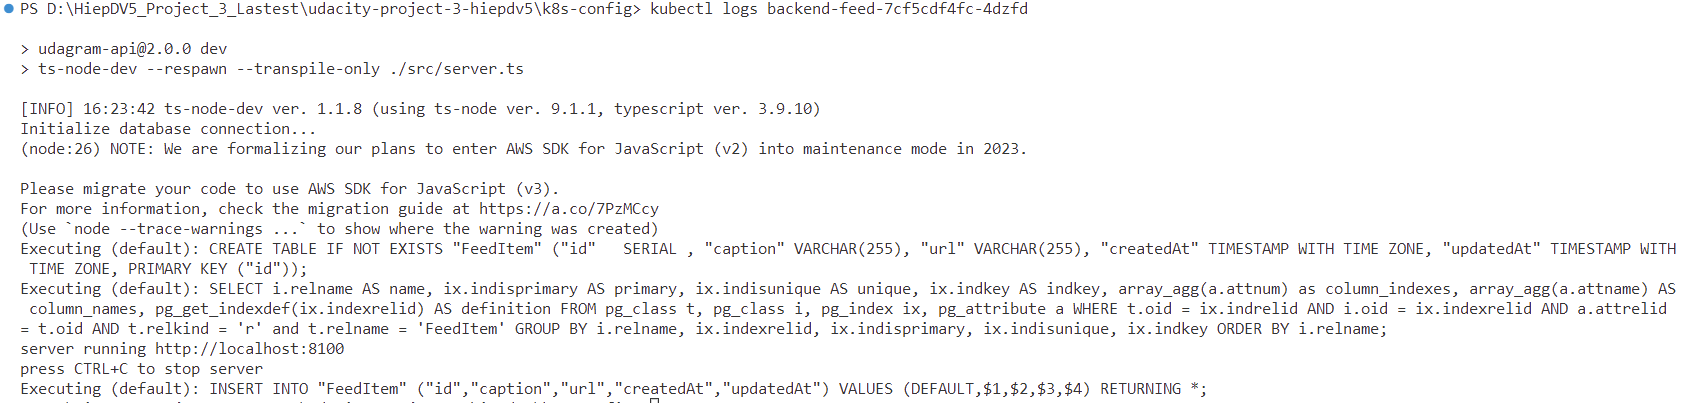 PS D:\HiepDV5_Project_3_Lastest\udacity-project-3-hiepdv5\k8s-config> kubectl logs backend-feed-7cf5cdf4fc-4dzfd
> udagram-api@2.0.0 dev
> ts-node-dev --respawn --transpile-only ./src/server.ts
[INFO] 16:23:42 ts-node-dev ver. 1.1.8 (using ts-node ver. 9.1.1, typescript ver. 3.9.10)
Initialize database connection...
(node:26) NOTE: We are formalizing our plans to enter AWS SDK for JavaScript (v2) into maintenance mode in 2023.
Please migrate your code to use AWS SDK for JavaScript (v3).
For more information, check the migration guide at https://a.co/7PzMCcy
(Use `node --trace-warnings ...` to show where the warning was created)
Executing (default): CREATE TABLE IF NOT EXISTS "FeedItem" ("id"   SERIAL , "caption" VARCHAR(255), "url" VARCHAR(255), "createdAt" TIMESTAMP WITH TIME ZONE, "updatedAt" TIMESTAMP WITH
TIME ZONE, PRIMARY KEY ("id"));
Executing (default): SELECT i.relname AS name, ix.indisprimary AS primary, ix.indisunique AS unique, ix.indkey AS indkey, array_agg(a.attnum) as column_indexes, array_agg(a.attname) AS
column_names, pg_get_indexdef(ix.indexrelid) AS definition FROM pg_class t, pg_class i, pg_index ix, pg_attribute a WHERE t.oid = ix.indrelid AND i.oid = ix.indexrelid AND a.attrelid
= t.oid AND t.relkind = 'r' and t.relname = 'FeedItem' GROUP BY i.relname, ix.indexrelid, ix.indisprimary, ix.indisunique, ix.indkey ORDER BY i.relname;
server running http://localhost:8100
press CTRL+C to stop server
Executing (default): INSERT INTO "FeedItem" ("id","caption","url","createdAt","updatedAt") VALUES (DEFAULT,$1,$2,$3,$4) RETURNING *;